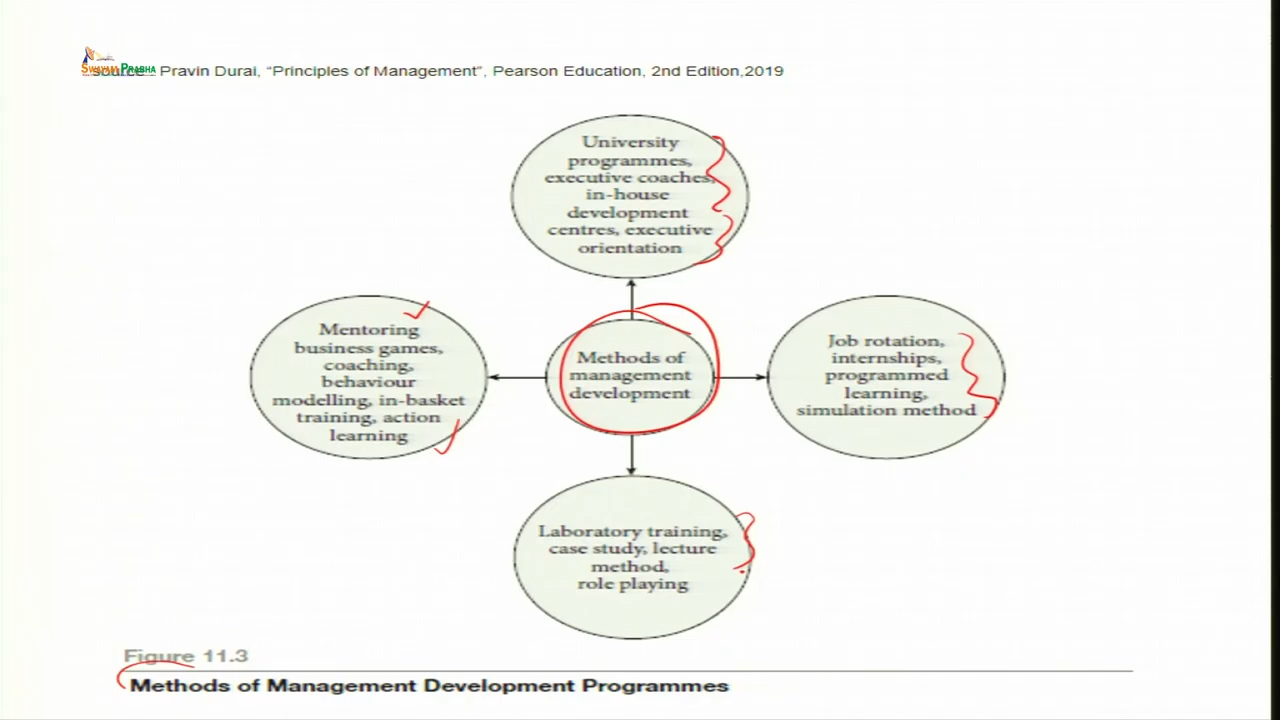 SWAYAM PRABHA
source:- Pravin Durai, “Principles of Management”, Pearson Education, 2nd Edition,2019
University
programmes,
executive coaches,
in-house
development
centres, executive
orientation
Mentoring
business games,
coaching,
behaviour
modelling, in-basket
training, action
learning
Methods of
management
development
Job rotation,
internships,
programmed
learning,
simulation method
Laboratory training,
case study, lecture
method,
role playing
Figure 11.3
Methods of Management Development Programmes